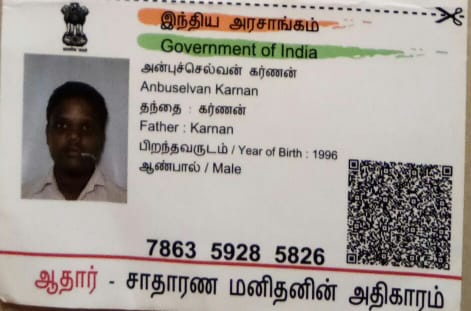 இந்திய அரசாங்கம்
Government of India
அன்புச்செல்வன் கர்ணன்
Anbuselvan Karnan
தந்தை : கர்ணன்
Father : Karnan
பிறந்தவருடம் / Year of Birth : 1996
ஆண்பால் / Male
7863 5928 5826
ஆதார் - சாதாரண மனிதனின் அதிகாரம்